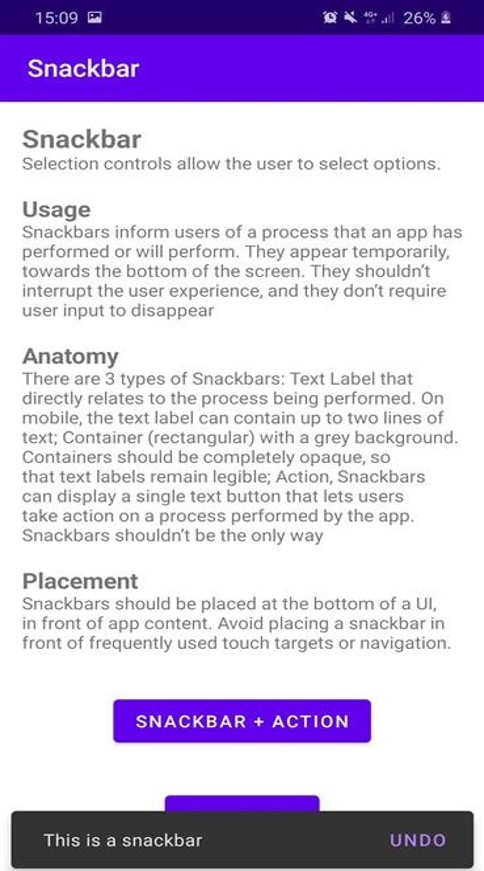 15:09
4G+ 26%
Snackbar
Snackbar
Selection controls allow the user to select options.
Usage
Snackbars inform users of a process that an app has
performed or will perform. They appear temporarily,
towards the bottom of the screen. They shouldn't
interrupt the user experience, and they don't require
user input to disappear
Anatomy
There are 3 types of Snackbars: Text Label that
directly relates to the process being performed. On
mobile, the text label can contain up to two lines of
text; Container (rectangular) with a grey background.
Containers should be completely opaque, so
that text labels remain legible; Action, Snackbars
can display a single text button that lets users
take action on a process performed by the app.
Snackbars shouldn't be the only way
Placement
Snackbars should be placed at the bottom of a UI,
in front of app content. Avoid placing a snackbar in
front of frequently used touch targets or navigation.
SNACKBAR + ACTION
This is a snackbar UNDO